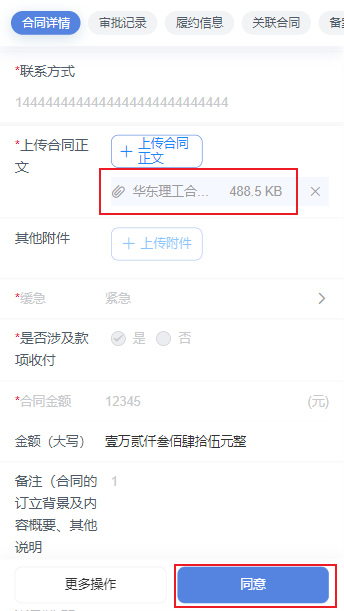 合同详情 审批记录 履约信息 关联合同
*联系方式
1444444444444444444444444444
*上传合同正文
+ 上传合同正文
华东理工合... 488.5 KB ×
其他附件
+ 上传附件
*缓急 紧急 >
*是否涉及款项收付
是 否
*合同金额 12345 (元)
金额（大写） 壹万贰仟叁佰肆拾伍元整
备注（合同的 1
订立背景及内
容概要、其他
说明
更多操作 同意